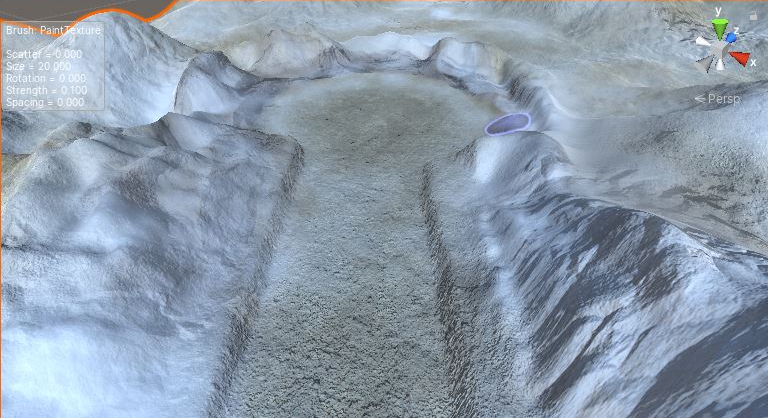 Brush: PaintTexture
Scatter = 0.000
Size = 20.000
Rotation = 0.000
Strength = 0.100
Spacing = 0.000
y
z
x
Persp